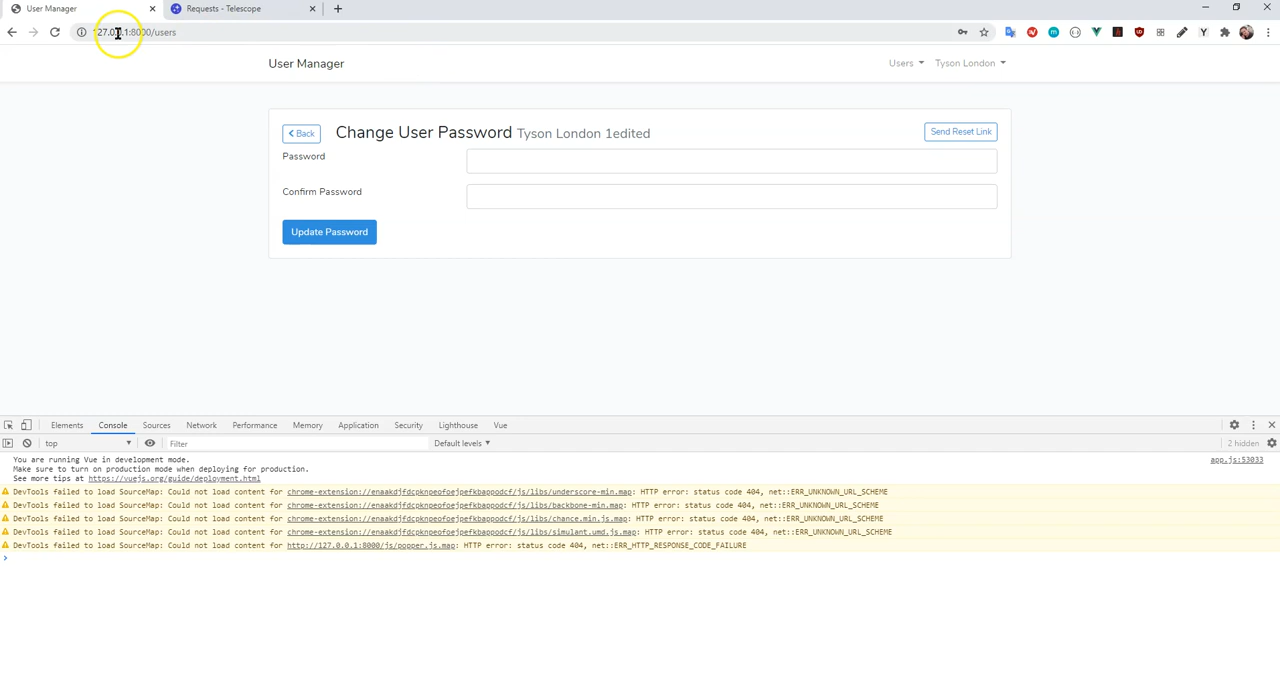 User Manager
Requests - Telescope
127.0.0.1:8000/users
User Manager
Users
Tyson London
Back
Change User Password Tyson London 1edited
Send Reset Link
Password
Confirm Password
Update Password
Elements Console Sources Network Performance Memory Application Security Lighthouse Vue
top Filter Default levels 2 hidden
You are running Vue in development mode. app.js:53033
Make sure to turn on production mode when deploying for production.
See more tips at https://vuejs.org/guide/deployment.html
DevTools failed to load SourceMap: Could not load content for chrome-extension://enaakdjfdcpknpeofoejpefkbappodcf/js/libs/underscore-min.map: HTTP error: status code 404, net::ERR_UNKNOWN_URL_SCHEME
DevTools failed to load SourceMap: Could not load content for chrome-extension://enaakdjfdcpknpeofoejpefkbappodcf/js/libs/backbone-min.map: HTTP error: status code 404, net::ERR_UNKNOWN_URL_SCHEME
DevTools failed to load SourceMap: Could not load content for chrome-extension://enaakdjfdcpknpeofoejpefkbappodcf/js/libs/chance.min.js.map: HTTP error: status code 404, net::ERR_UNKNOWN_URL_SCHEME
DevTools failed to load SourceMap: Could not load content for chrome-extension://enaakdjfdcpknpeofoejpefkbappodcf/js/libs/simulant.umd.js.map: HTTP error: status code 404, net::ERR_UNKNOWN_URL_SCHEME
DevTools failed to load SourceMap: Could not load content for http://127.0.0.1:8000/js/popper.js.map: HTTP error: status code 404, net::ERR_HTTP_RESPONSE_CODE_FAILURE